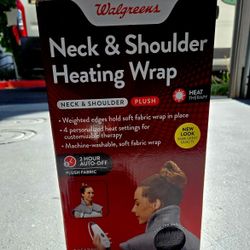 Walgreens
Neck & Shoulder
Heating Wrap
NECK & SHOULDER PLUSH
HEAT
THERAPY
• Weighted edges hold soft fabric wrap in place
• 4 personalized heat settings for
customizable therapy
• Machine-washable, soft fabric wrap
NEW
LOOK
2 HOUR
AUTO-OFF
PLUSH FABRIC